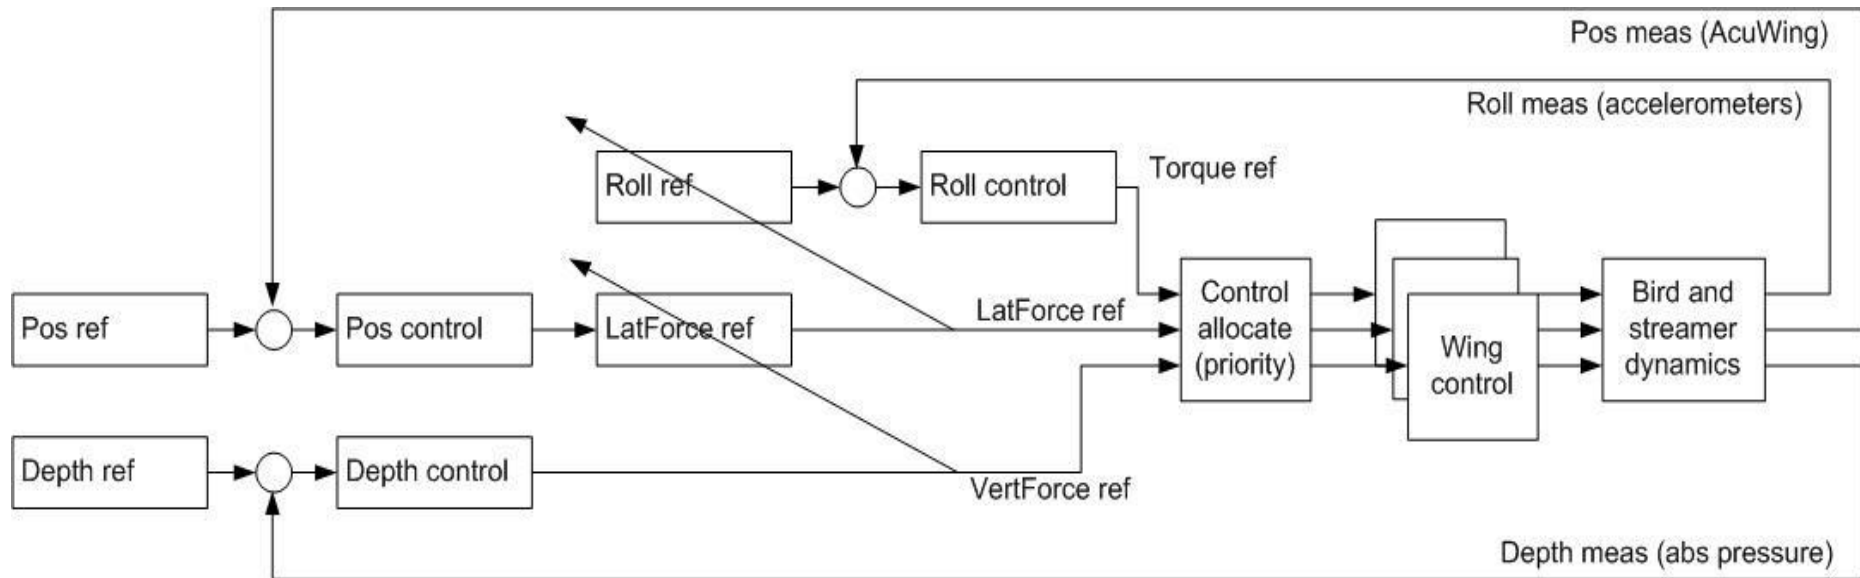 Pos meas (AcuWing)
Roll meas (accelerometers)
Roll ref
Roll control
Torque ref
Pos ref
Pos control
LatForce ref
LatForce ref
Control
allocate
(priority)
Wing
control
Bird and
streamer
dynamics
Depth ref
Depth control
VertForce ref
Depth meas (abs pressure)